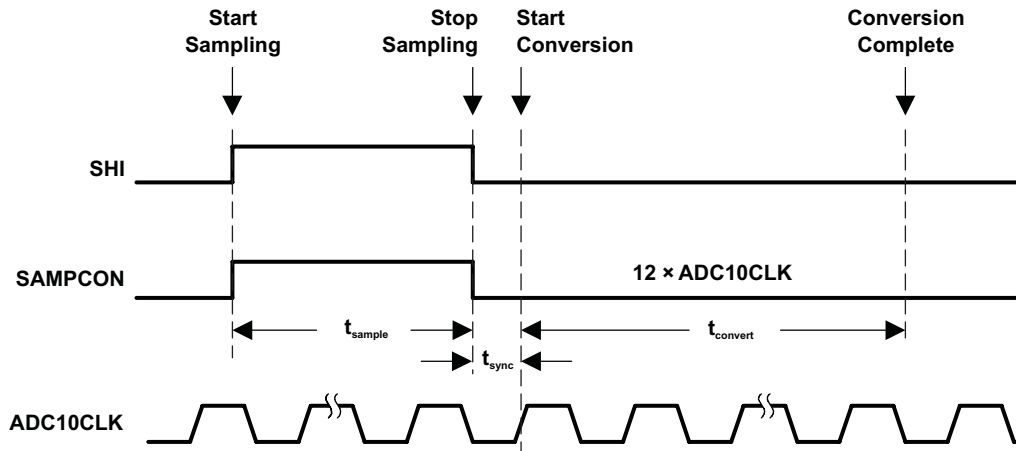 Start
Sampling
Stop
Sampling
Start
Conversion
Conversion
Complete
SHI
SAMPCON
12 × ADC10CLK
tsample
tconvert
tsync
ADC10CLK